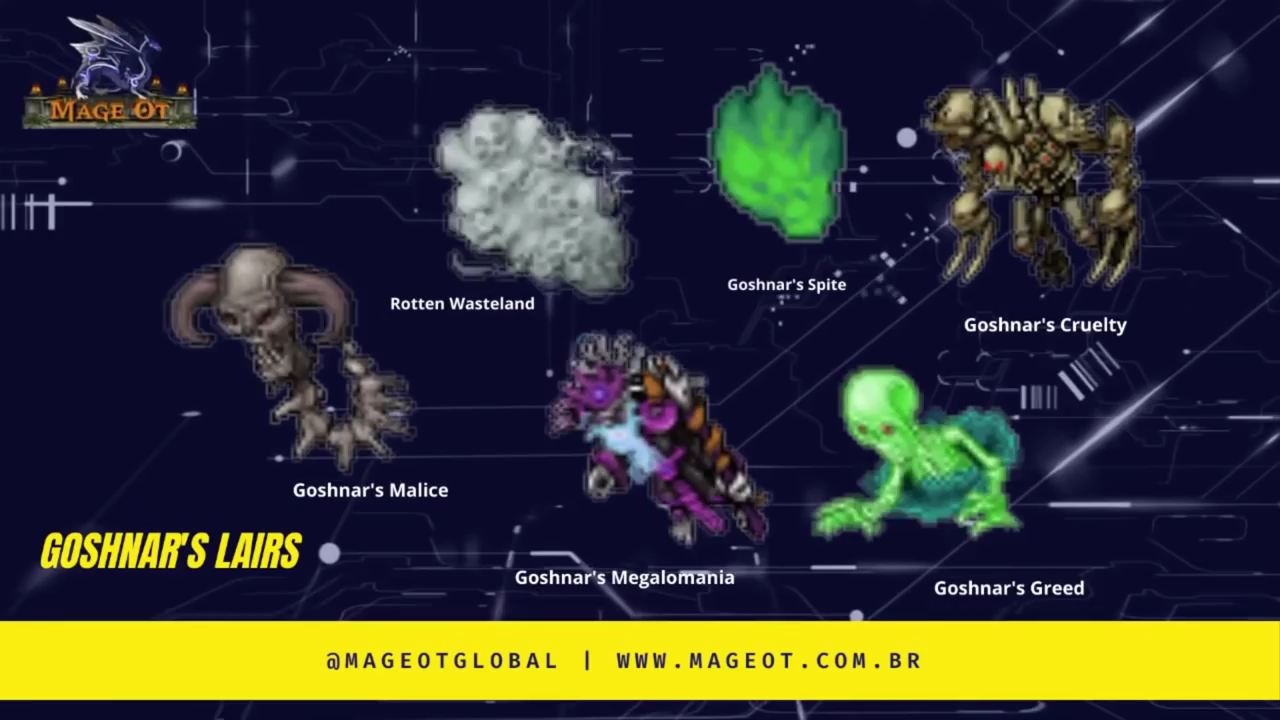 MAGE OT
Rotten Wasteland
Goshnar's Spite
Goshnar's Cruelty
Goshnar's Malice
GOSHNAR'S LAIRS
Goshnar's Megalomania
Goshnar's Greed
@MAGEOTGLOBAL | WWW.MAGEOT.COM.BR